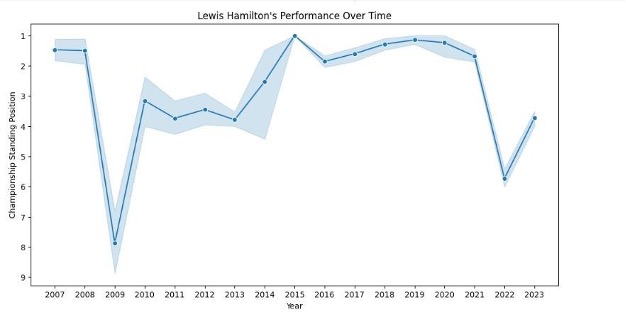 Lewis Hamilton's Performance Over Time
Championship Standing Position
1
2
3
4
5
6
7
8
9
2007 2008 2009 2010 2011 2012 2013 2014 2015 2016 2017 2018 2019 2020 2021 2022 2023
Year